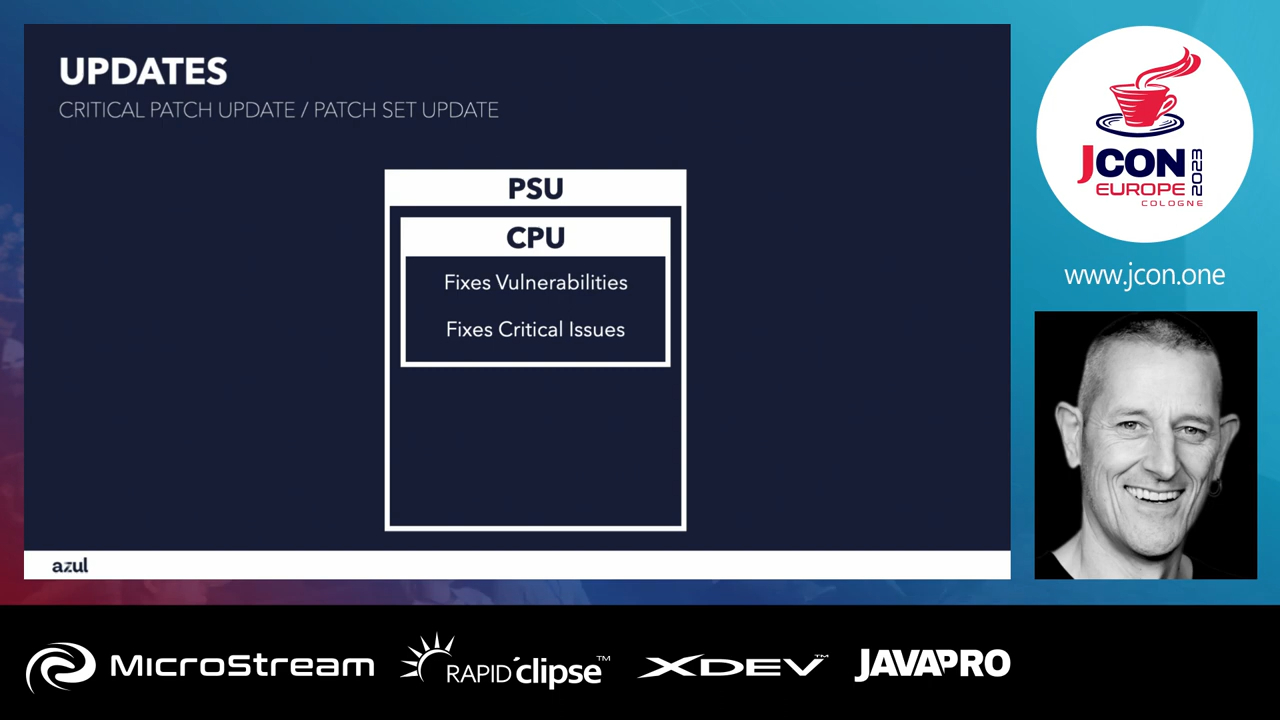 UPDATES
CRITICAL PATCH UPDATE / PATCH SET UPDATE
PSU
CPU
Fixes Vulnerabilities
Fixes Critical Issues
azul
JCON
2023
EUROPE
COLOGNE
www.jcon.one
MicroStream
RAPID clipse™
XDEV™
JAVAPRO